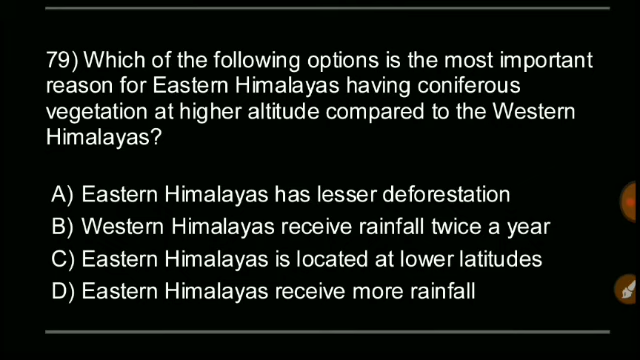 79) Which of the following options is the most important
reason for Eastern Himalayas having coniferous
vegetation at higher altitude compared to the Western
Himalayas?
A) Eastern Himalayas has lesser deforestation
B) Western Himalayas receive rainfall twice a year
C) Eastern Himalayas is located at lower latitudes
D) Eastern Himalayas receive more rainfall